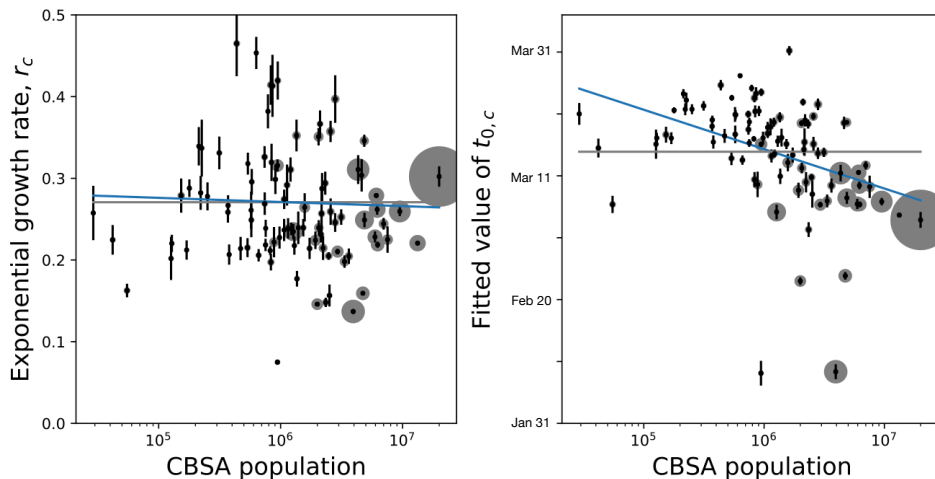 Exponential growth rate, r_c
0.5
0.4
0.3
0.2
0.1
0.0
10^5
10^6
10^7
CBSA population
Fitted value of t_{0,c}
Mar 31
Mar 11
Feb 20
Jan 31
10^5
10^6
10^7
CBSA population